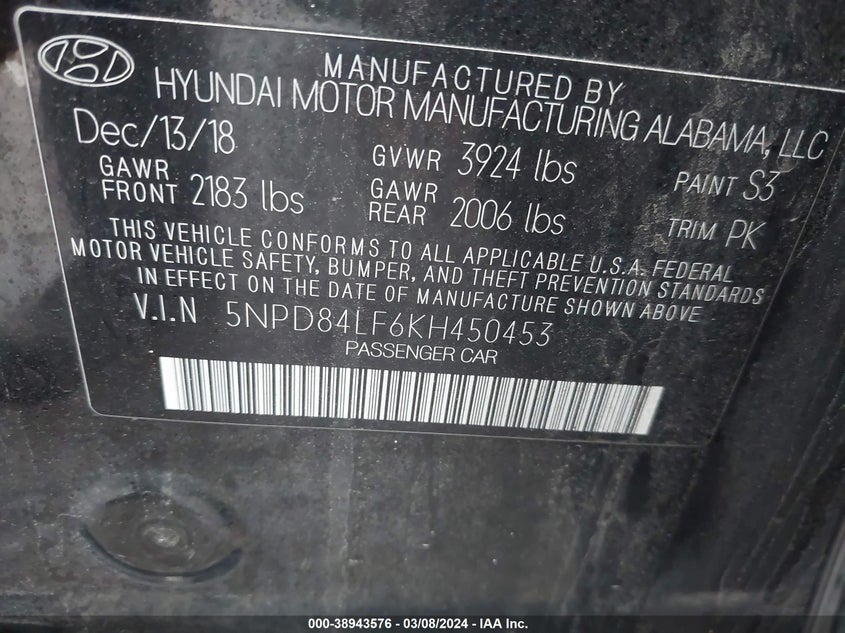 MANUFACTURED BY
HYUNDAI MOTOR MANUFACTURING ALABAMA, LLC
Dec/13/18 GVWR 3924 lbs PAINT S3
GAWR FRONT 2183 lbs GAWR REAR 2006 lbs TRIM PK
THIS VEHICLE CONFORMS TO ALL APPLICABLE U.S.A. FEDERAL
MOTOR VEHICLE SAFETY, BUMPER, AND THEFT PREVENTION STANDARDS
IN EFFECT ON THE DATE OF MANUFACTURE SHOWN ABOVE
V.I.N 5NPD84LF6KH450453
PASSENGER CAR
000-38943576 - 03/08/2024 - IAA Inc.